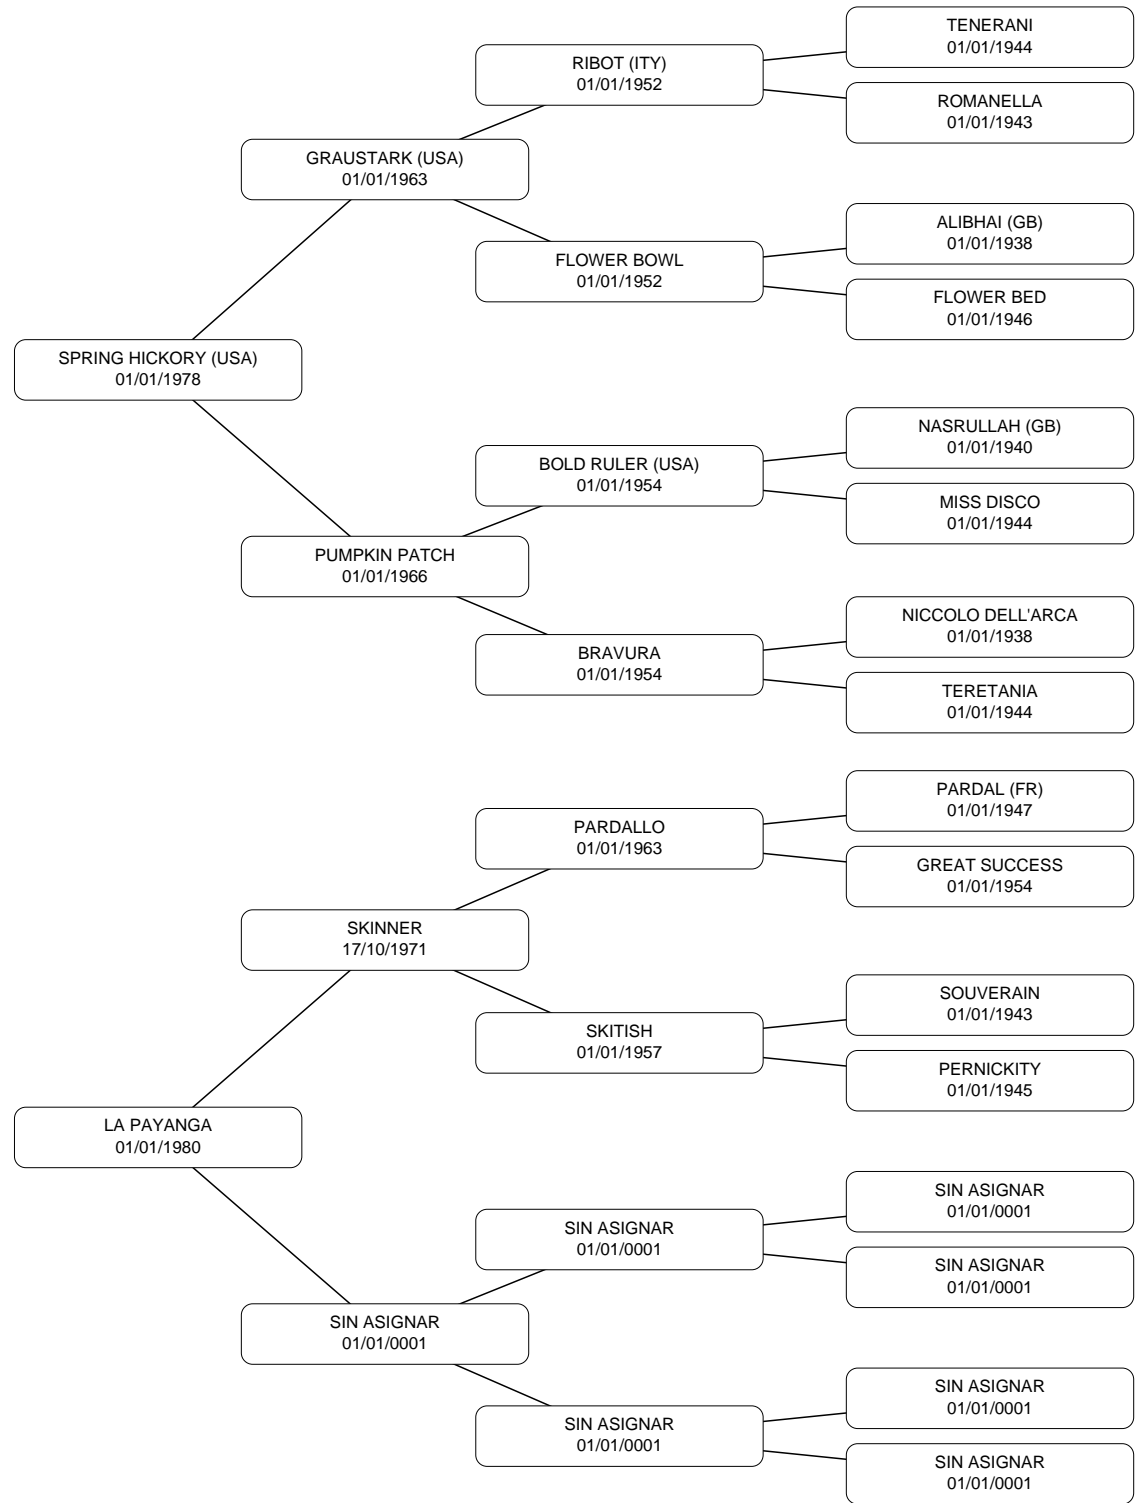 TENERANI
01/01/1944
RIBOT (ITY)
01/01/1952
ROMANELLA
01/01/1943
GRAUSTARK (USA)
01/01/1963
ALIBHAI (GB)
01/01/1938
FLOWER BOWL
01/01/1952
FLOWER BED
01/01/1946
SPRING HICKORY (USA)
01/01/1978
NASRULLAH (GB)
01/01/1940
BOLD RULER (USA)
01/01/1954
MISS DISCO
01/01/1944
PUMPKIN PATCH
01/01/1966
NICCOLO DELL'ARCA
01/01/1938
BRAVURA
01/01/1954
TERETANIA
01/01/1944
PARDAL (FR)
01/01/1947
PARDALLO
01/01/1963
GREAT SUCCESS
01/01/1954
SKINNER
17/10/1971
SOUVERAIN
01/01/1943
SKITISH
01/01/1957
PERNICKITY
01/01/1945
LA PAYANGA
01/01/1980
SIN ASIGNAR
01/01/0001
SIN ASIGNAR
01/01/0001
SIN ASIGNAR
01/01/0001
SIN ASIGNAR
01/01/0001
SIN ASIGNAR
01/01/0001
SIN ASIGNAR
01/01/0001
SIN ASIGNAR
01/01/0001